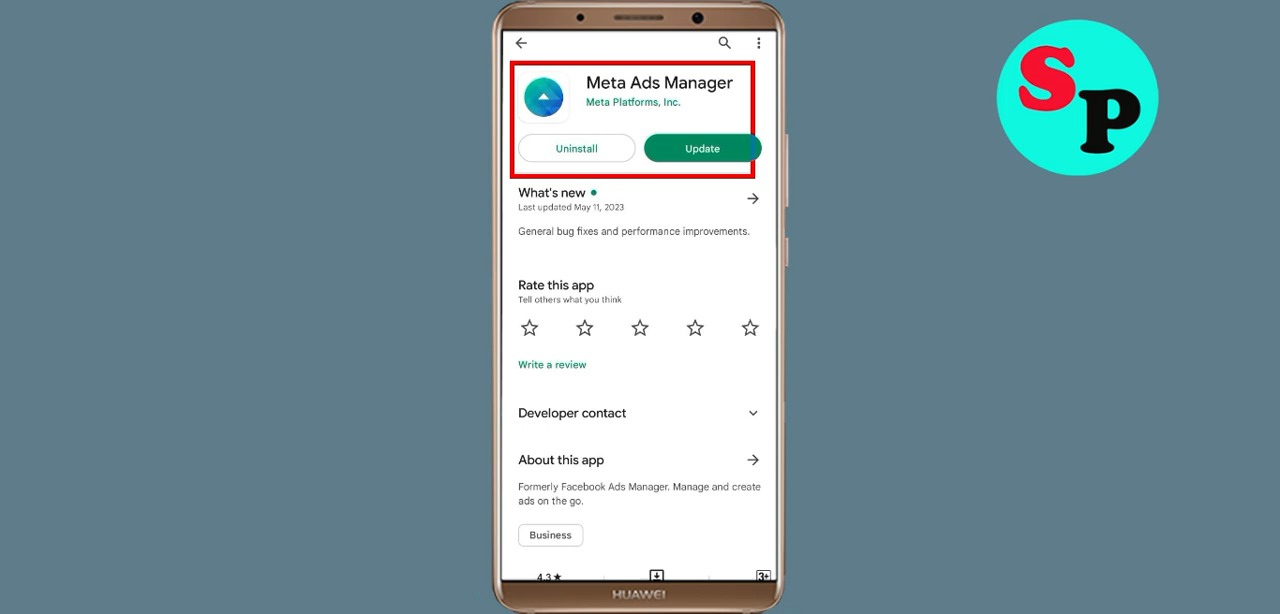 SP
Meta Ads Manager
Meta Platforms, Inc.
Uninstall
Update
What's new
Last updated May 11, 2023
General bug fixes and performance improvements.
Rate this app
Tell others what you think
Write a review
Developer contact
About this app
Formerly Facebook Ads Manager. Manage and create
ads on the go.
Business
4.3★
3+
HUAWEI